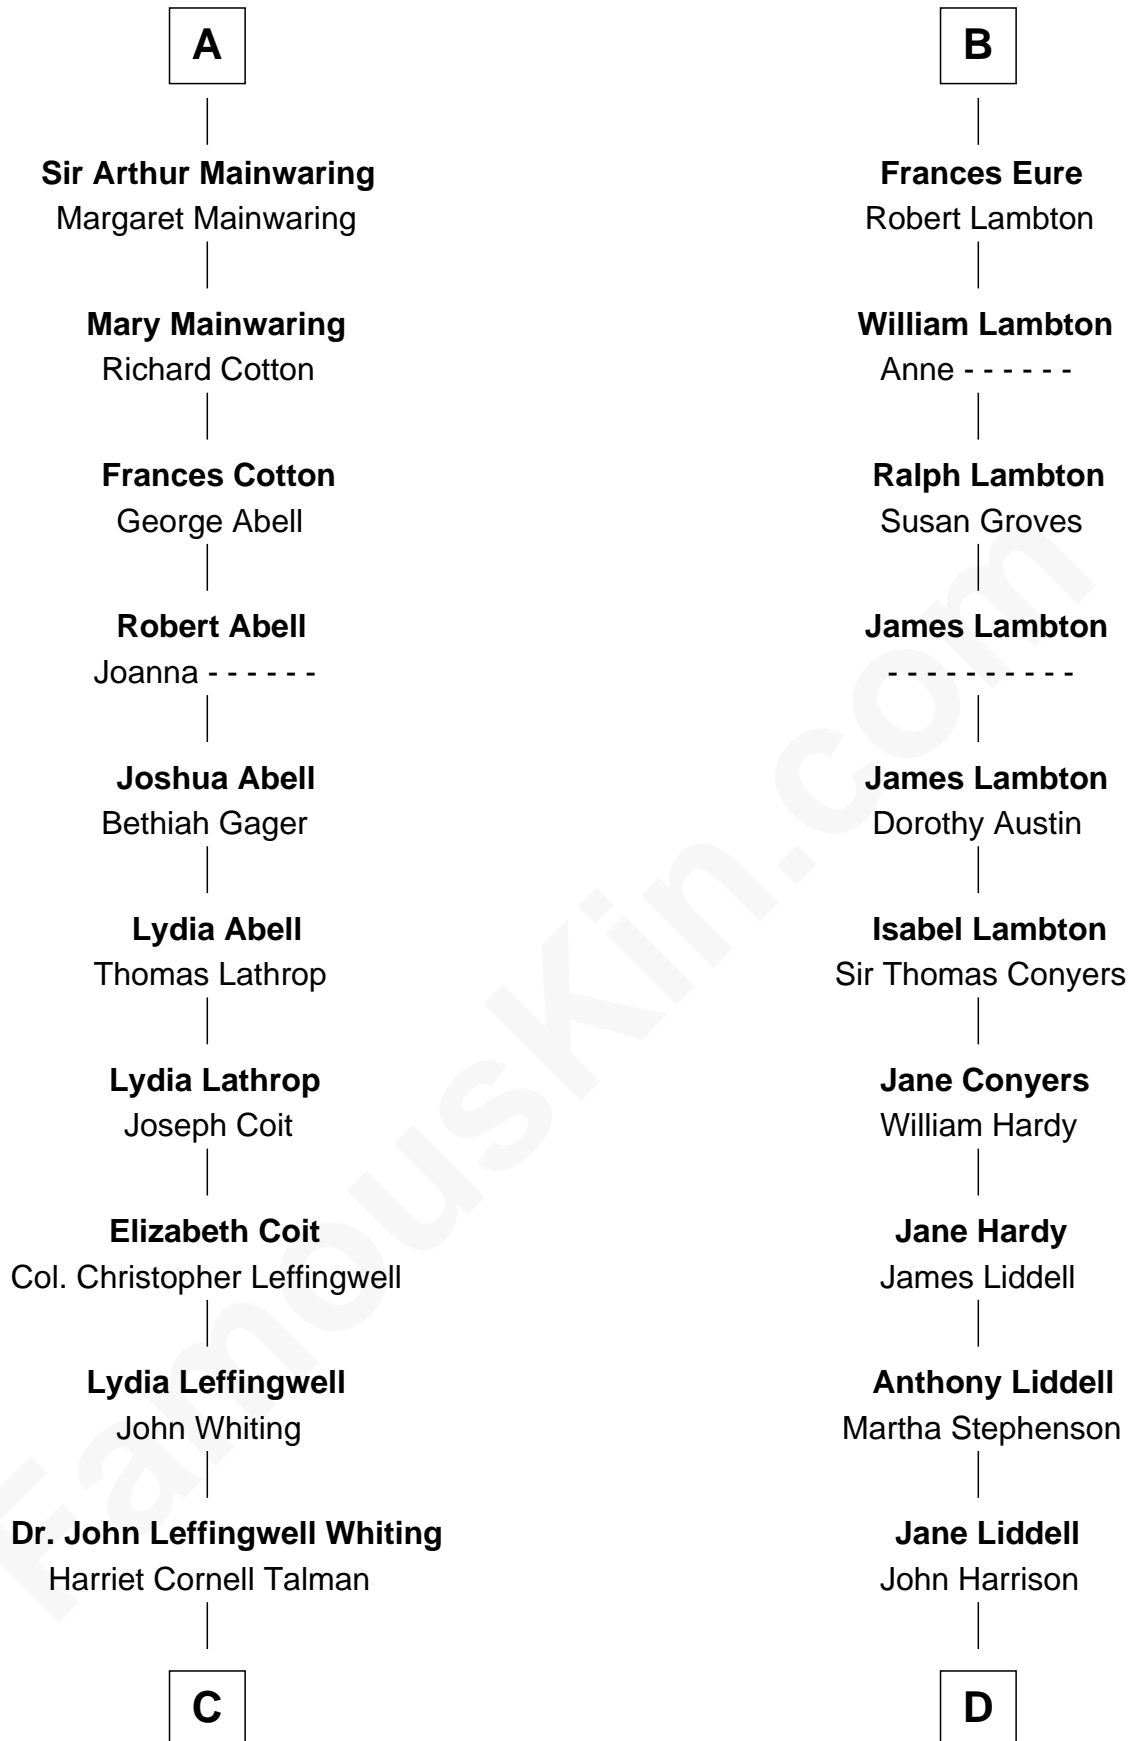 A
Sir Arthur Mainwaring
Margaret Mainwaring
Mary Mainwaring
Richard Cotton
Frances Cotton
George Abell
Robert Abell
Joanna - - - - - -
Joshua Abell
Bethiah Gager
Lydia Abell
Thomas Lathrop
Lydia Lathrop
Joseph Coit
Elizabeth Coit
Col. Christopher Leffingwell
Lydia Leffingwell
John Whiting
Dr. John Leffingwell Whiting
Harriet Cornell Talman
C
B
Frances Eure
Robert Lambton
William Lambton
Anne - - - - - -
Ralph Lambton
Susan Groves
James Lambton
- - - - - - - - - -
James Lambton
Dorothy Austin
Isabel Lambton
Sir Thomas Conyers
Jane Conyers
William Hardy
Jane Hardy
James Liddell
Anthony Liddell
Martha Stephenson
Jane Liddell
John Harrison
D
FamousKin.com